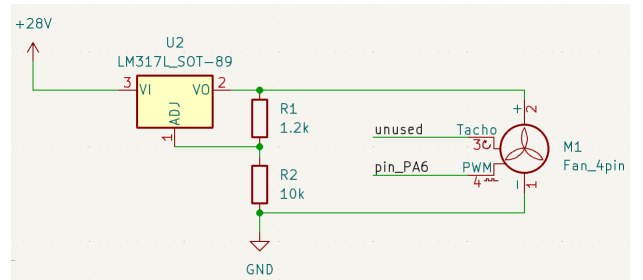 +28V
U2
LM317L_SOT-89
3 VI VO 2
ADJ
1
R1
1.2k
R2
10k
GND
unused Tacho
3
pin_PA6 PWM
4
+ 2
M1
Fan_4pin
− 1